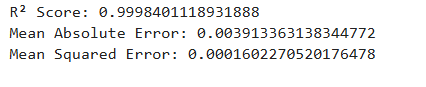 R² Score: 0.9998401118931888
Mean Absolute Error: 0.003913363138344772
Mean Squared Error: 0.0001602270520176478